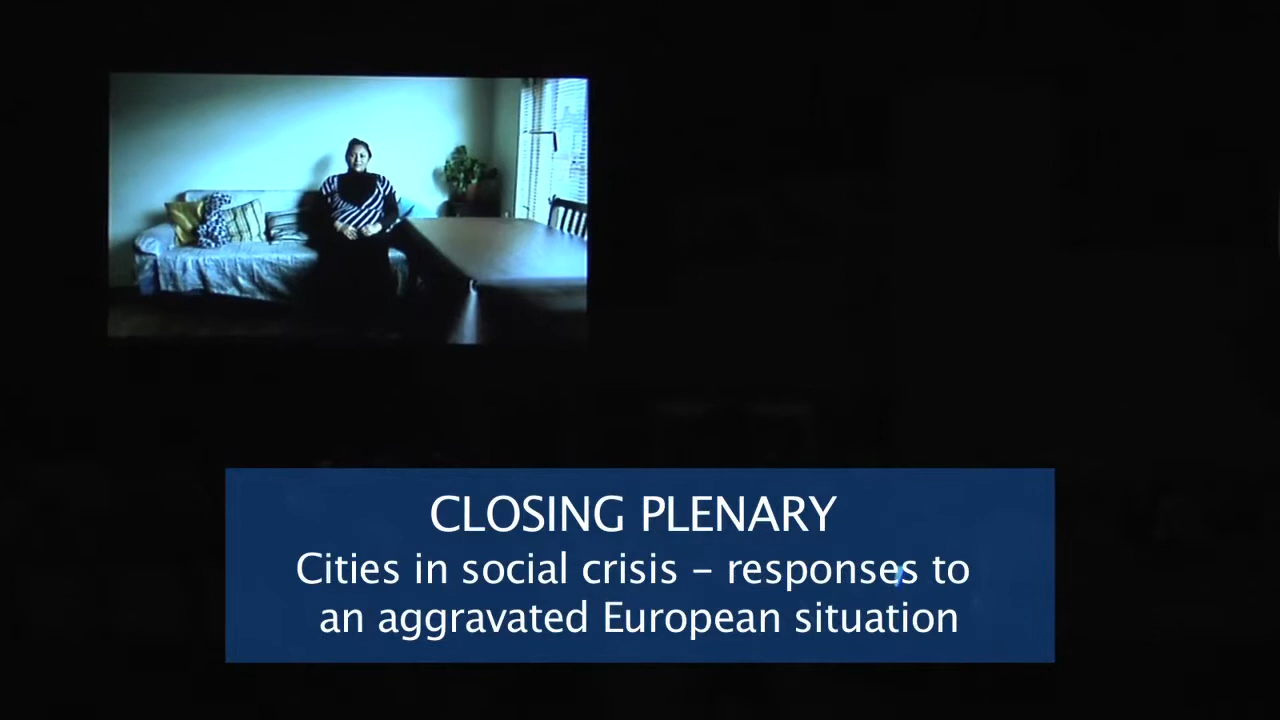 CLOSING PLENARY
Cities in social crisis – responses to
an aggravated European situation